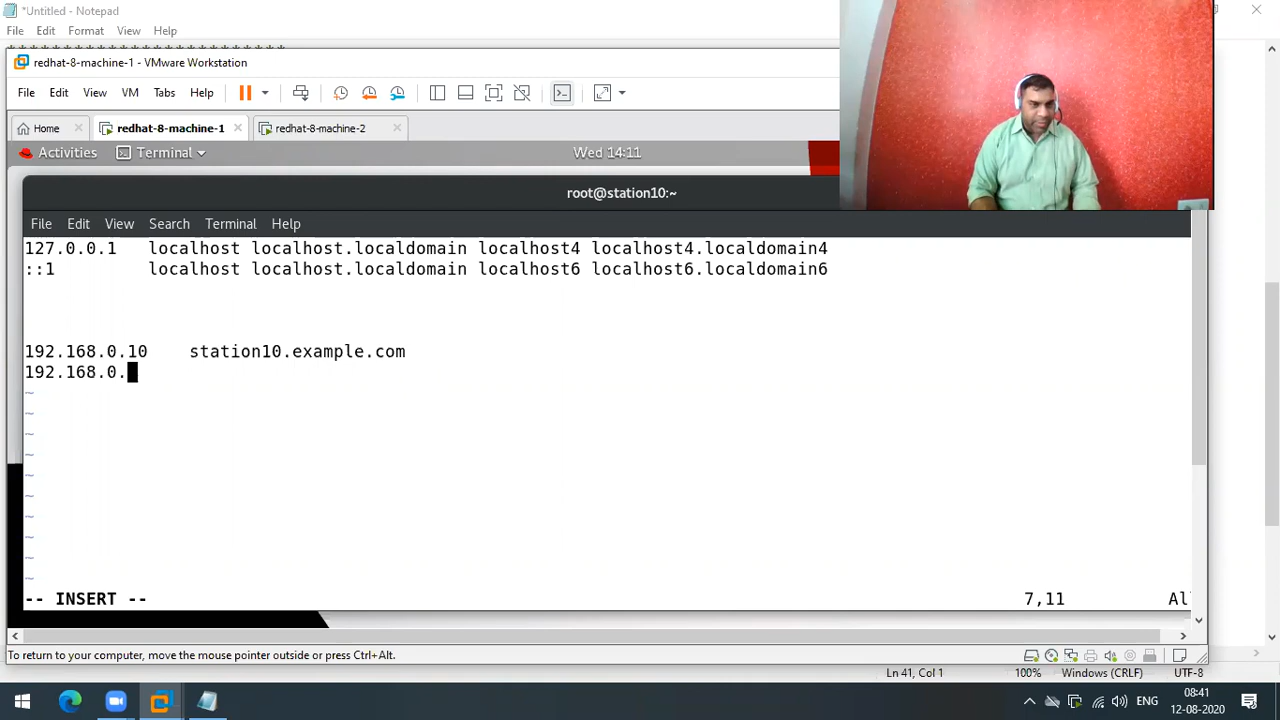 *Untitled - Notepad
File Edit Format View Help
************************
redhat-8-machine-1 - VMware Workstation
File Edit View VM Tabs Help
Home redhat-8-machine-1 redhat-8-machine-2
Activities Terminal Wed 14:11
root@station10:~
File Edit View Search Terminal Help
127.0.0.1 localhost localhost.localdomain localhost4 localhost4.localdomain4
::1 localhost localhost.localdomain localhost6 localhost6.localdomain6
192.168.0.10 station10.example.com
192.168.0.
~
~
~
~
~
~
~
~
~
~
-- INSERT -- 7,11 Al
To return to your computer, move the mouse pointer outside or press Ctrl+Alt.
Ln 41, Col 1 100% Windows (CRLF) UTF-8
ENG 08:41
12-08-2020